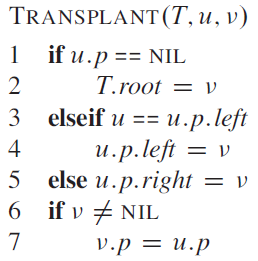 TRANSPLANT(T, u, v)
1 if u.p == NIL
2 T.root = v
3 elseif u == u.p.left
4 u.p.left = v
5 else u.p.right = v
6 if v ≠ NIL
7 v.p = u.p